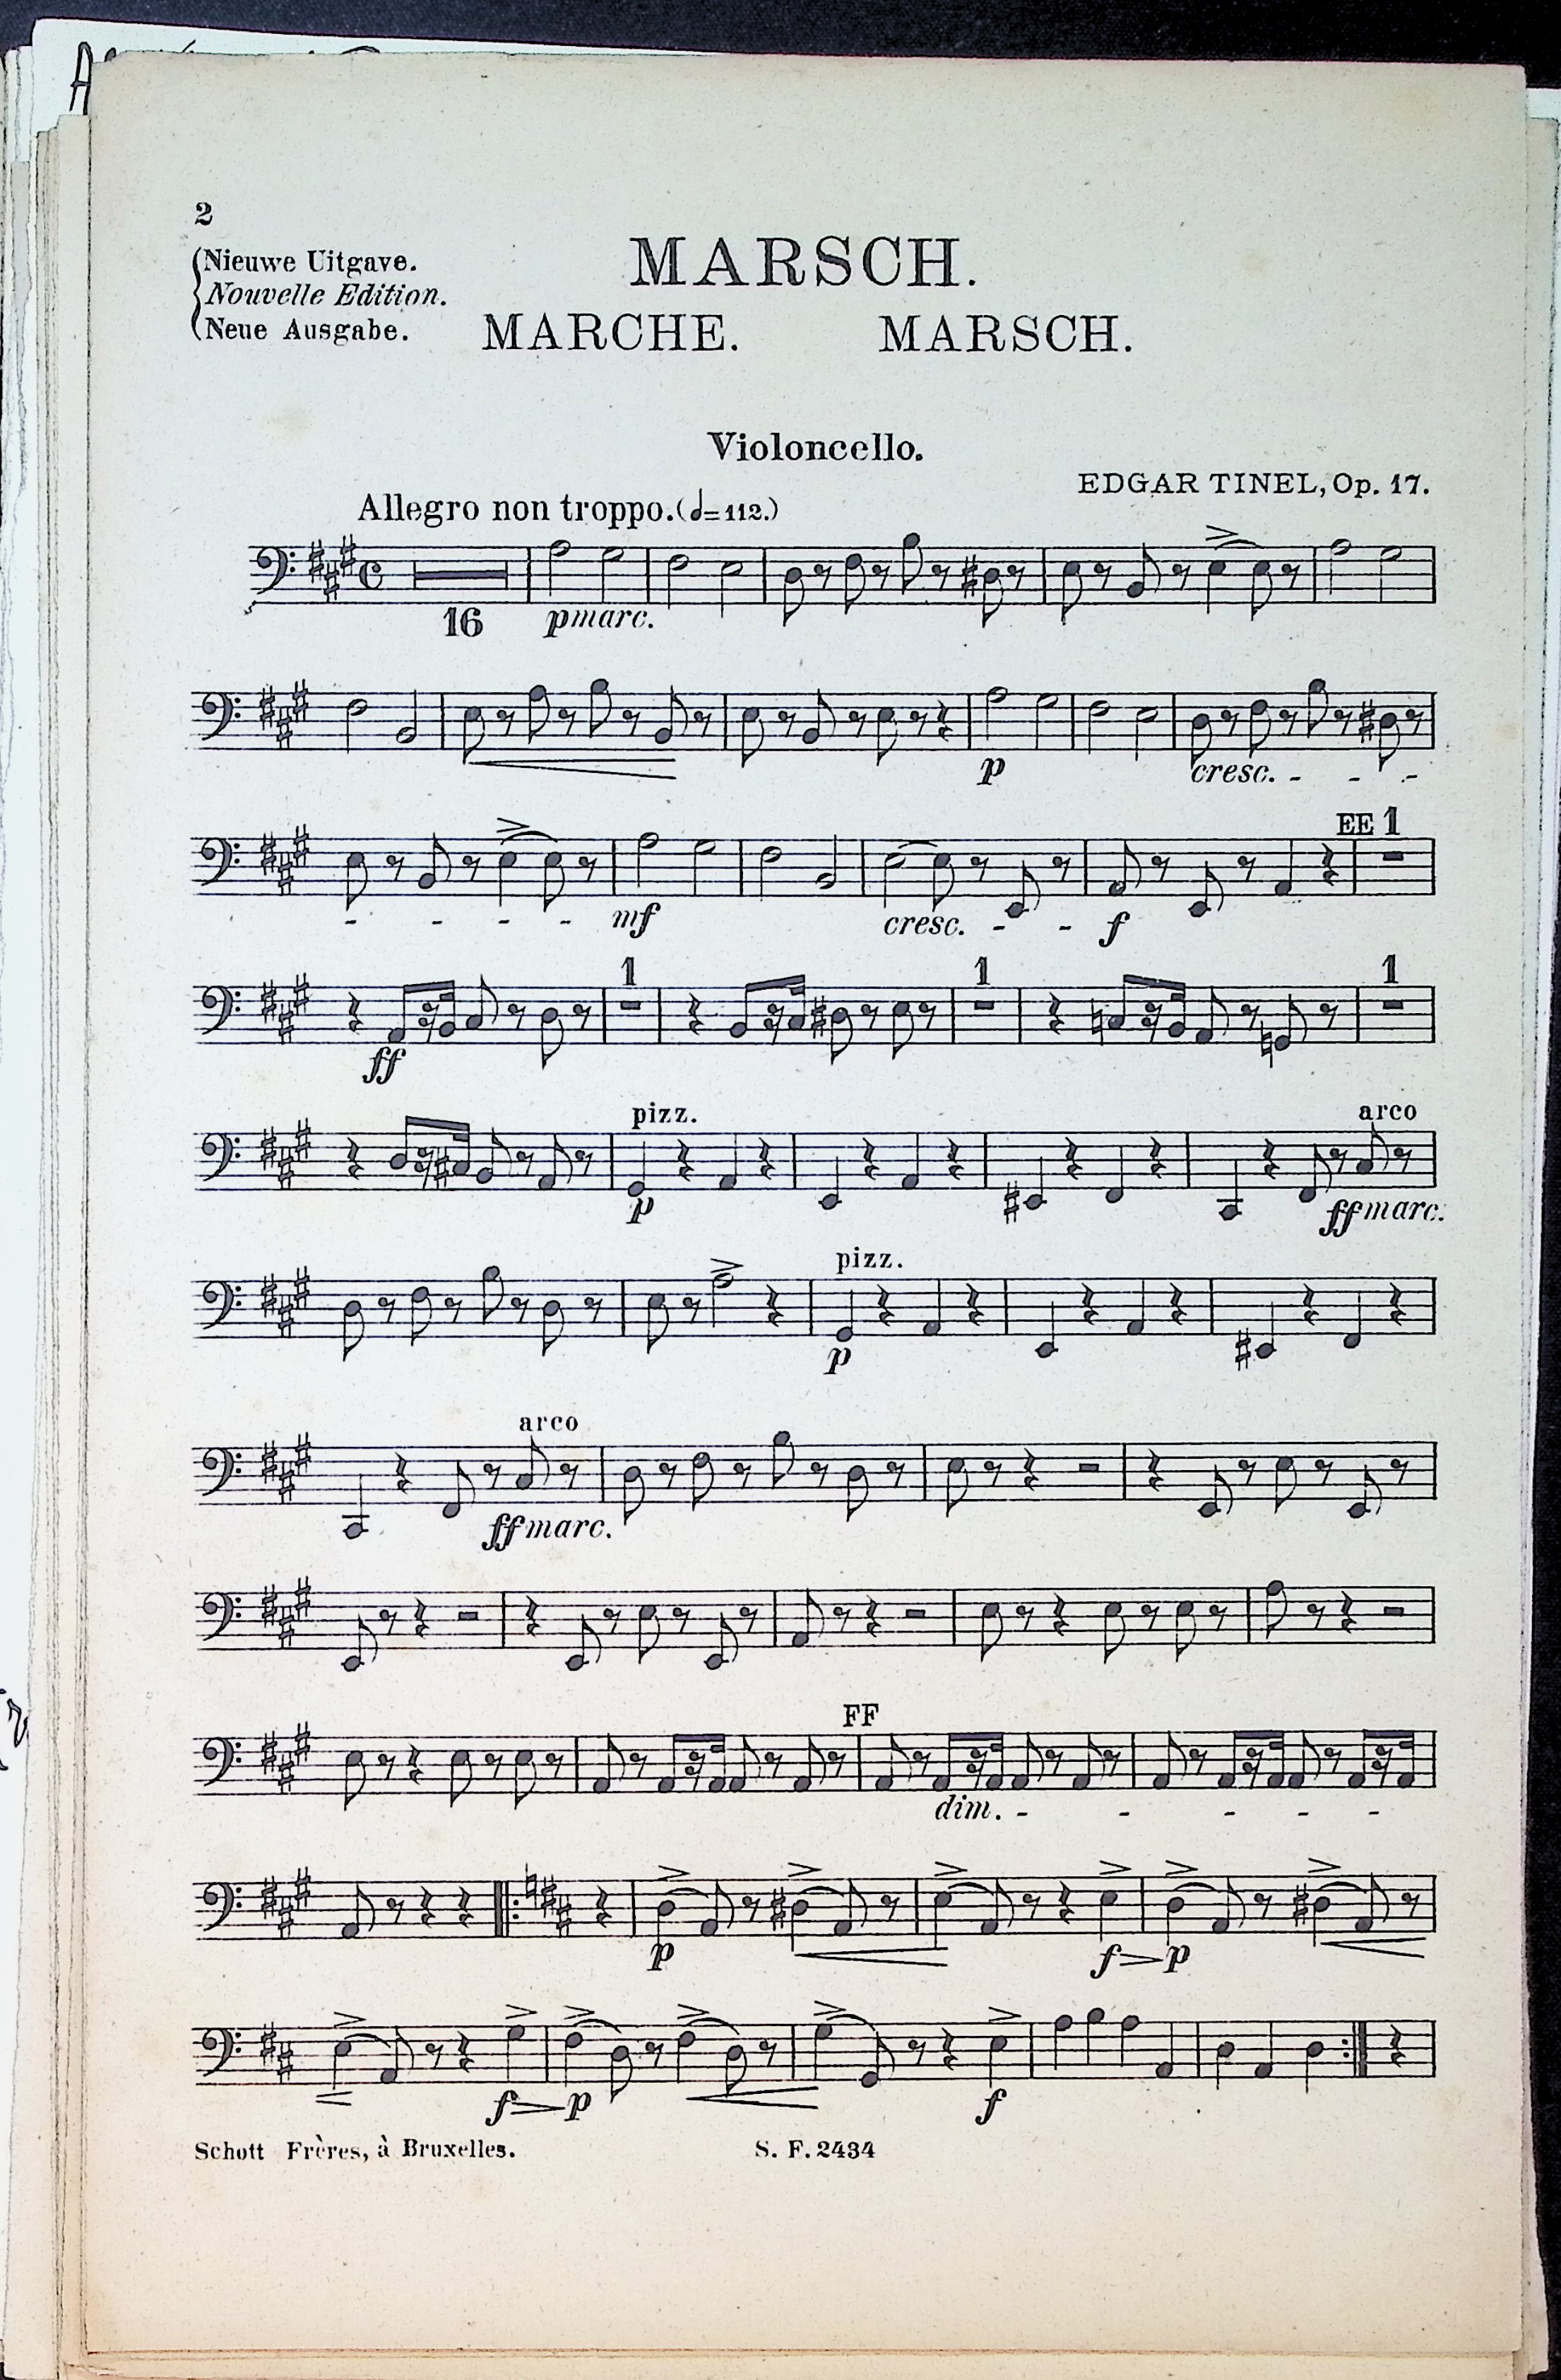 2
Nieuwe Uitgave.
Nouvelle Edition.
Neue Ausgabe.
MARSCH.
MARCHE. MARSCH.
Violoncello.
EDGAR TINEL, Op. 17.
Allegro non troppo. (𝅗𝅥=112.)
16 p marc.
p cresc. - - -
EE 1
- - - - mf cresc. - - f
1 1 1
ff
pizz. arco
p ff marc.
pizz.
p
arco
ff marc.
FF
dim. - - - - -
p f p
f p f
Schott Frères, à Bruxelles. S. F. 2434